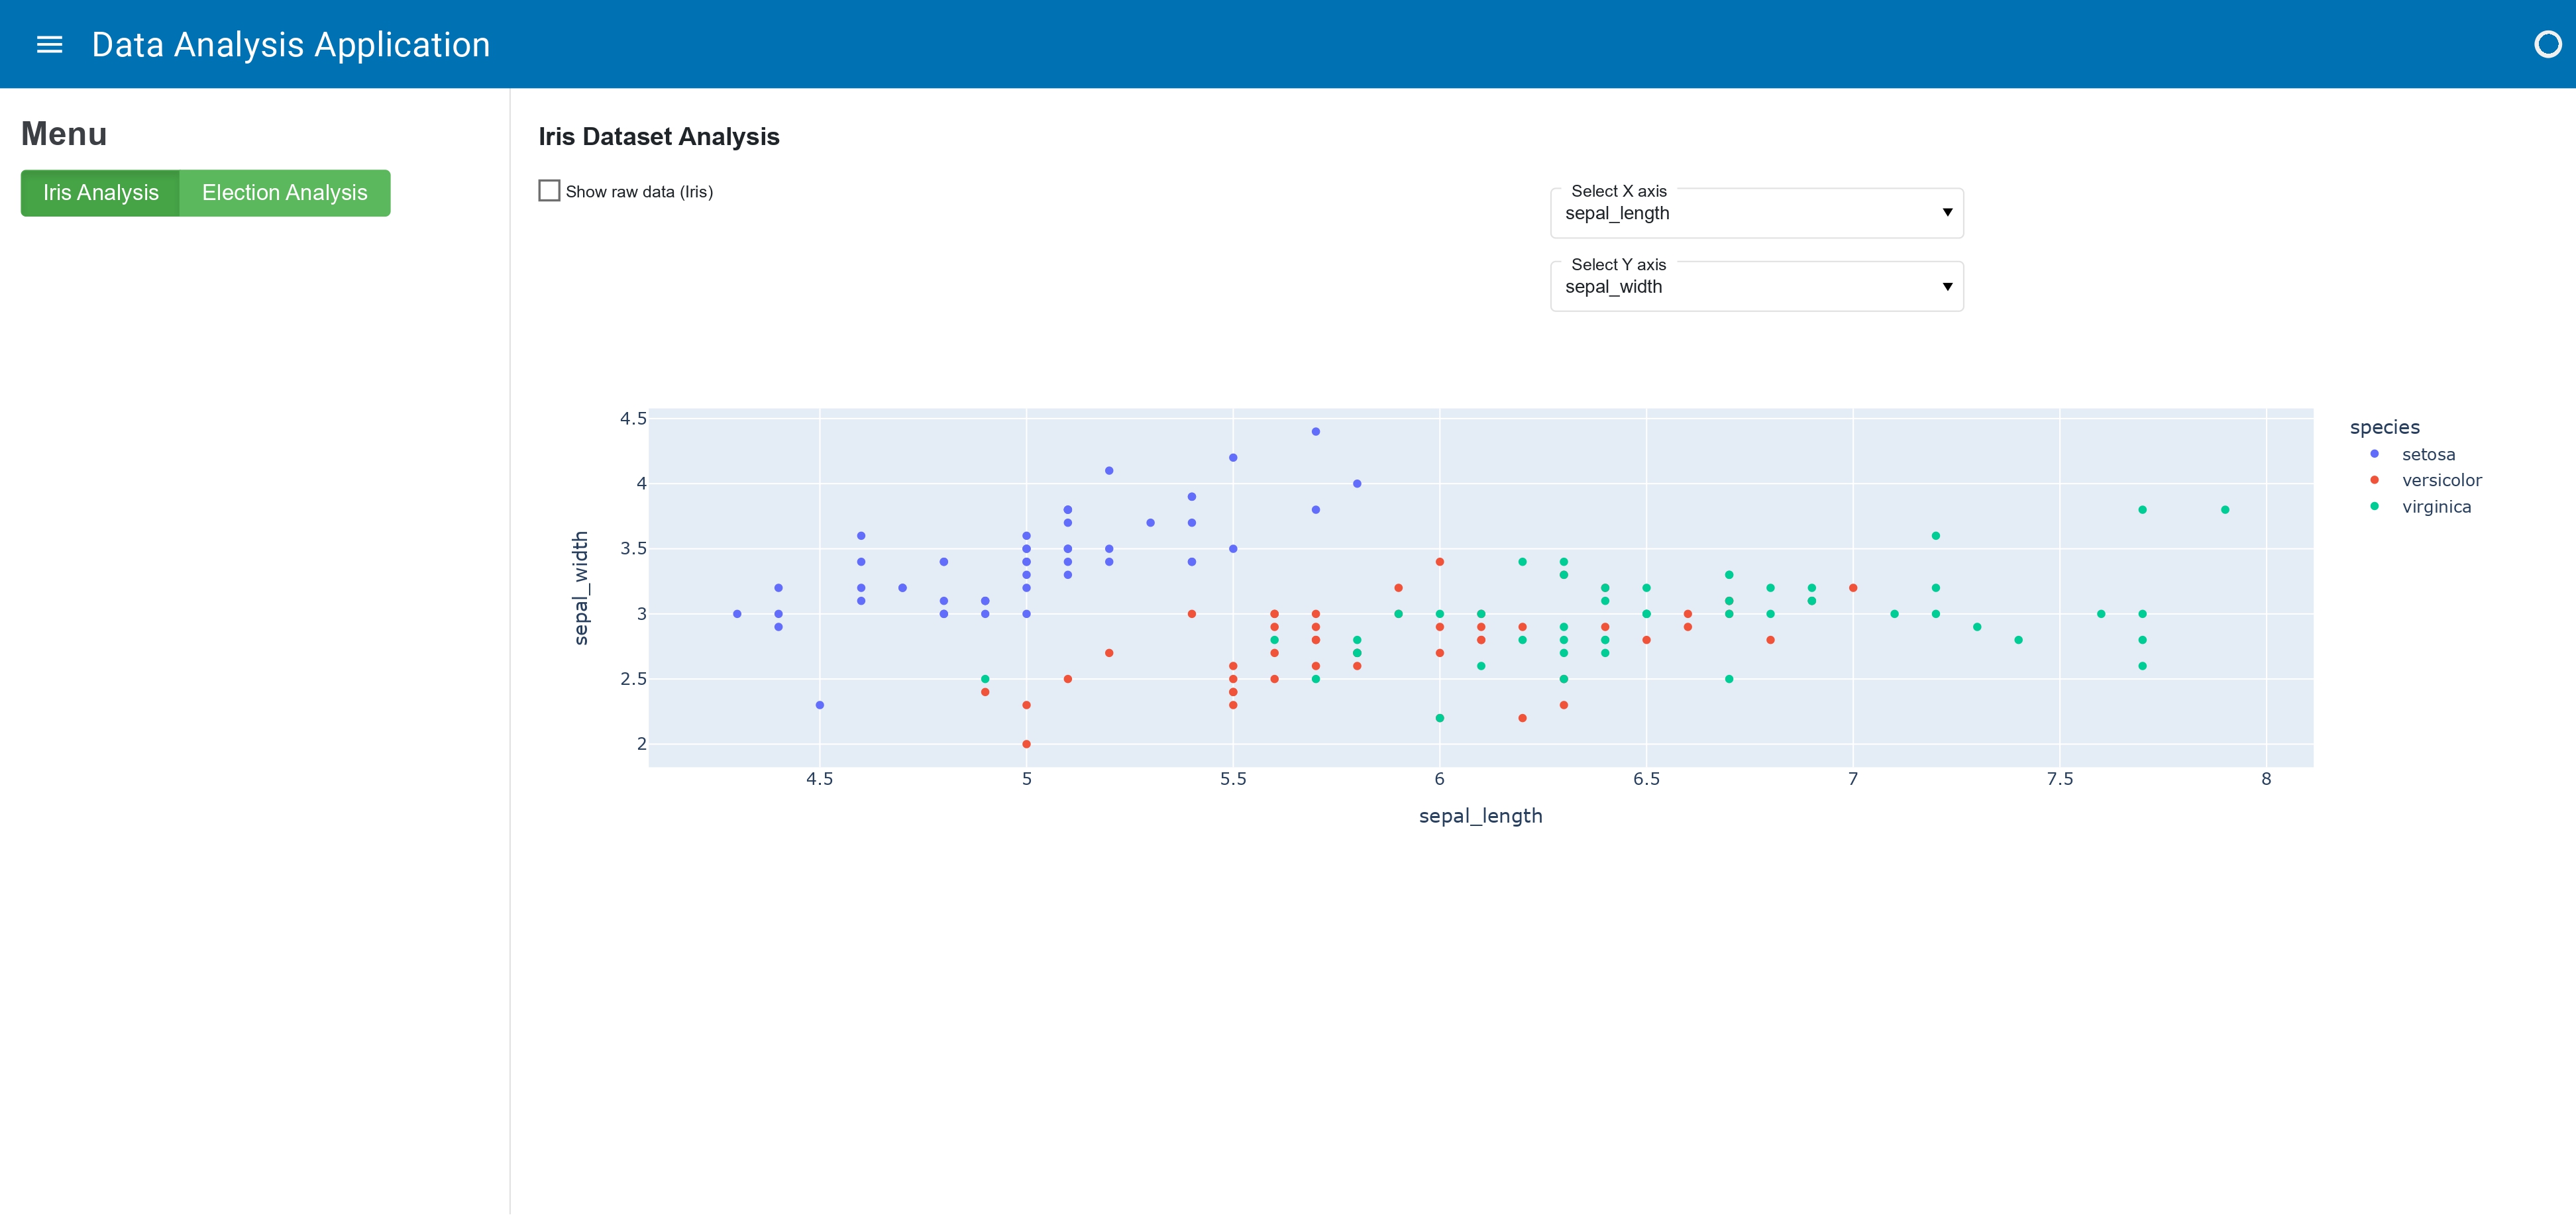 Data Analysis Application
Menu
Iris Analysis
Election Analysis
Iris Dataset Analysis
Show raw data (Iris)
Select X axis
sepal_length
Select Y axis
sepal_width
4.5
4
3.5
3
2.5
2
sepal_width
4.5
5
5.5
6
6.5
7
7.5
8
sepal_length
species
setosa
versicolor
virginica